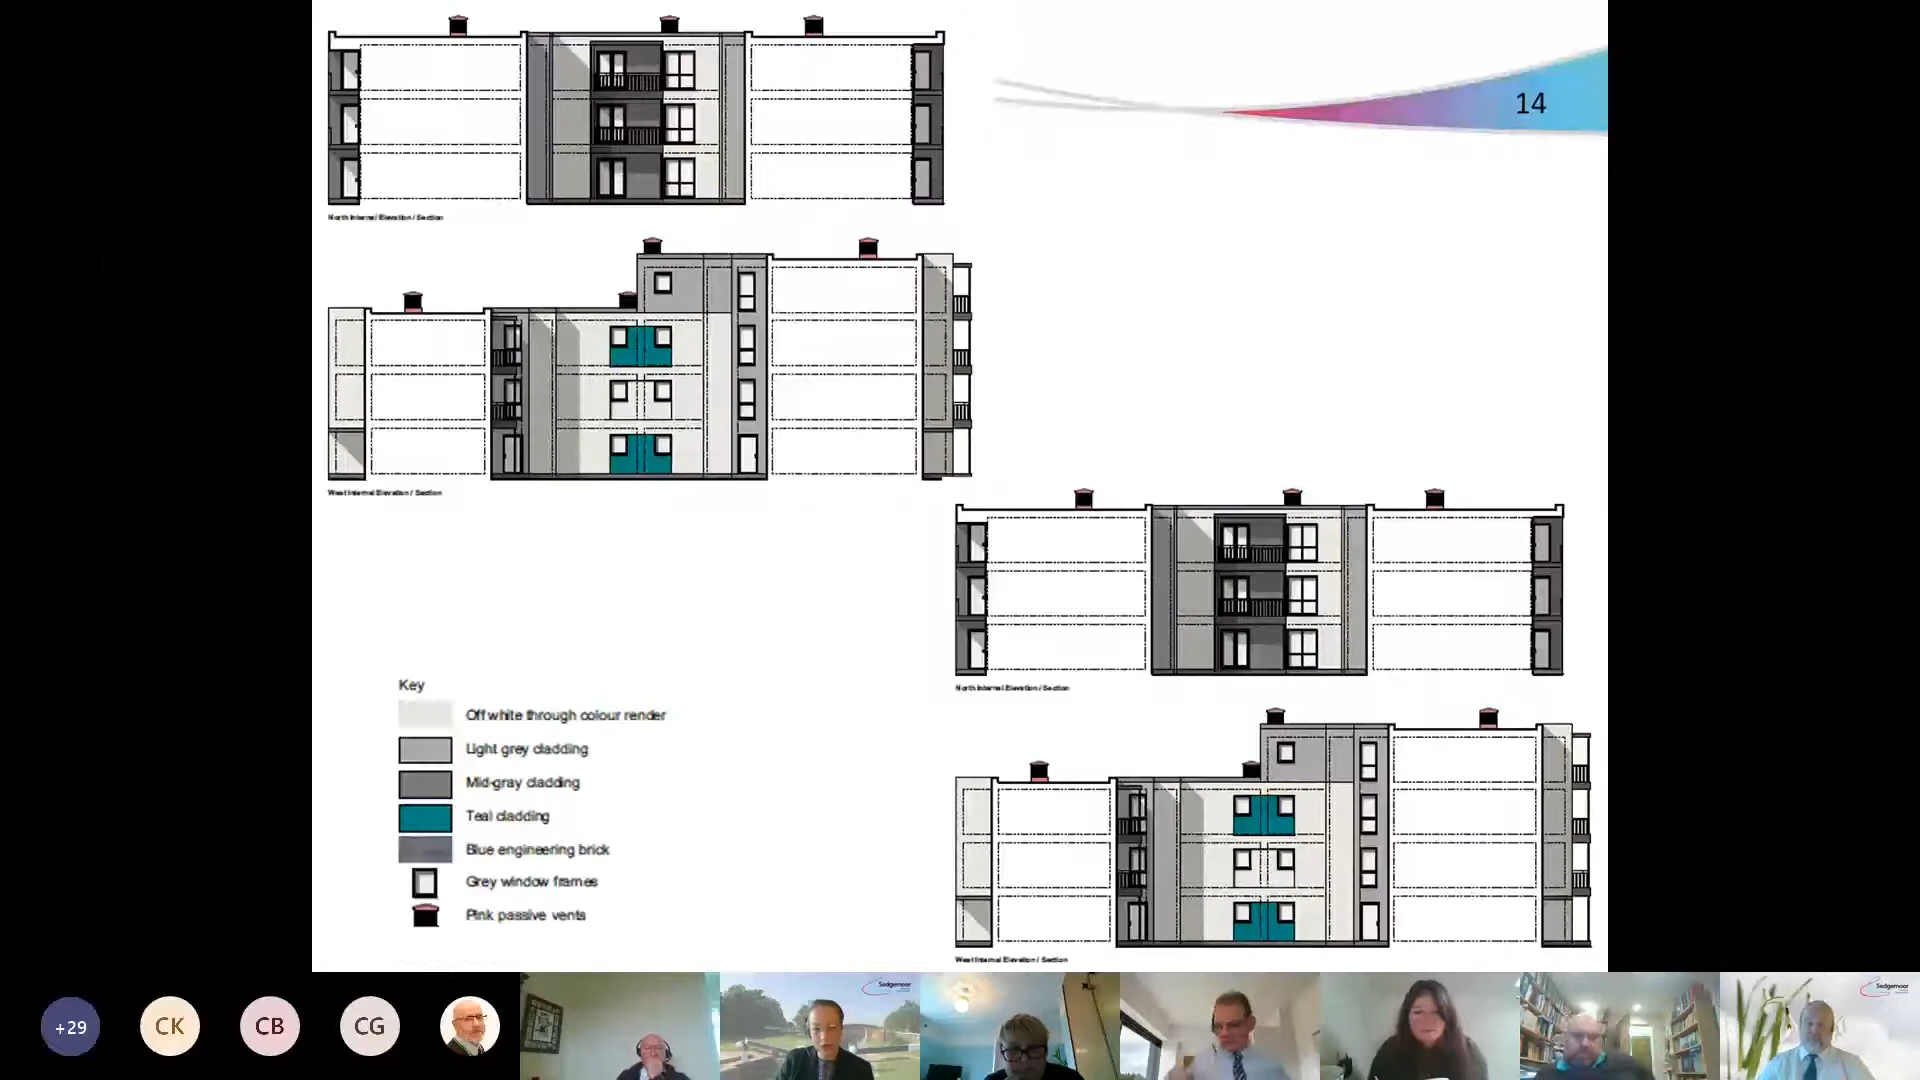 14
North Internal Elevation / Section
West Internal Elevation / Section
North Internal Elevation / Section
Key
Off white through colour render
Light grey cladding
Mid-gray cladding
Teal cladding
Blue engineering brick
Grey window frames
Pink passive vents
West Internal Elevation / Section
+29
CK
CB
CG
Sedgemoor
Sedgemoor